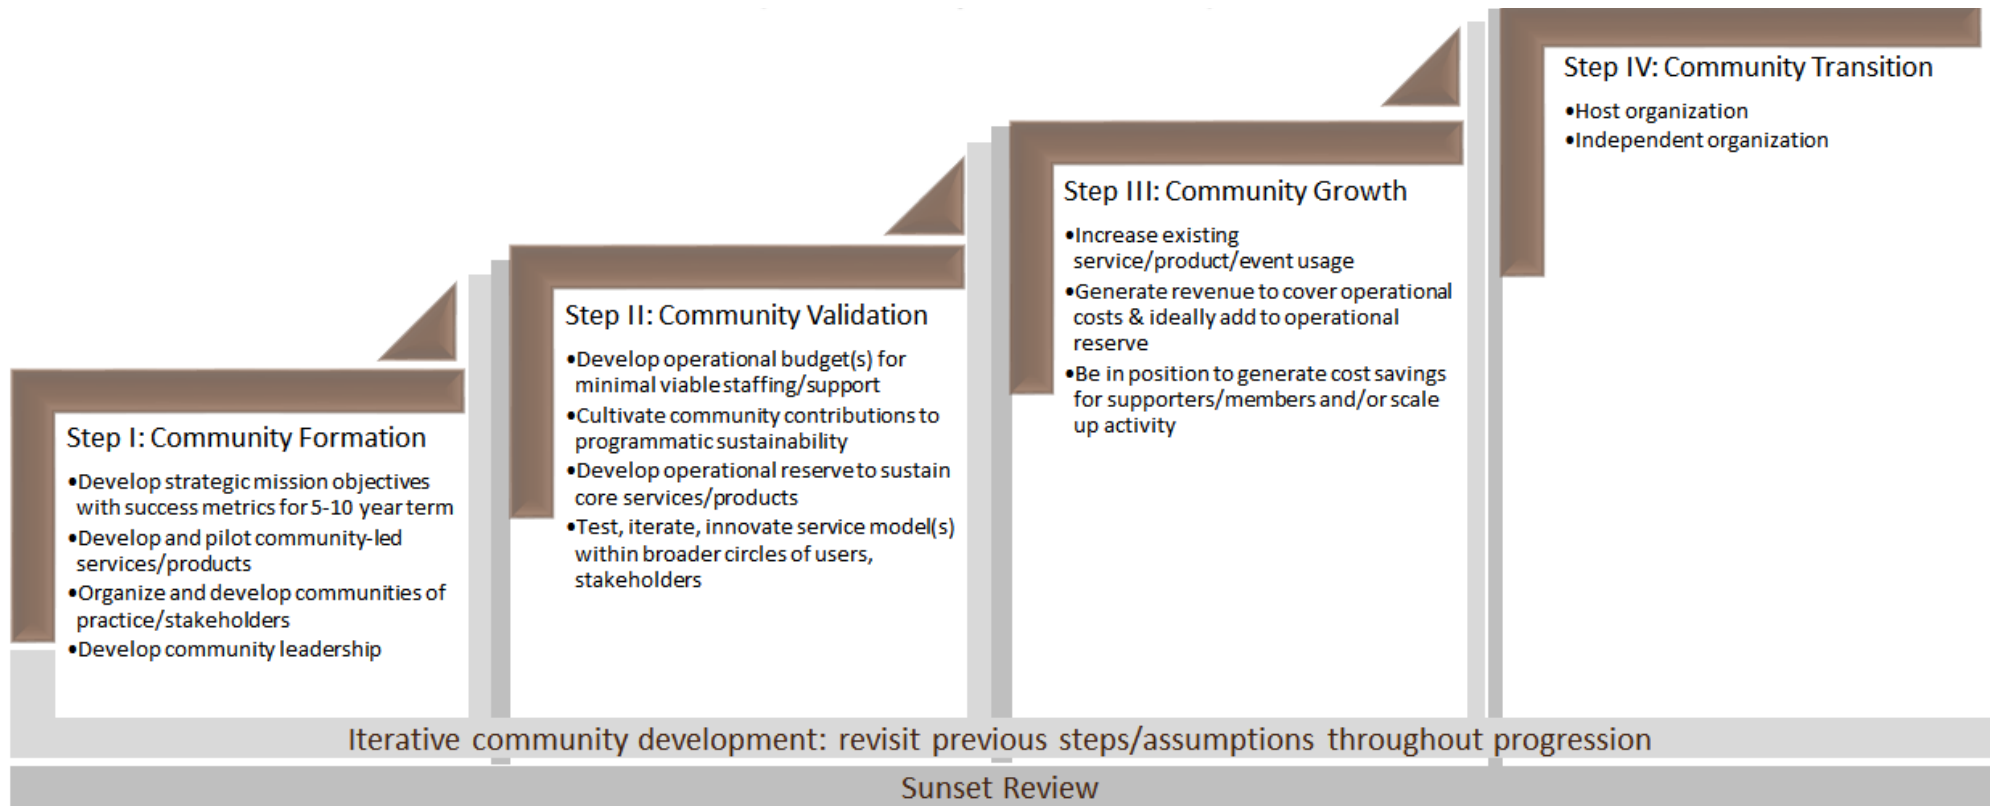 Step I: Community Formation
•Develop strategic mission objectives
with success metrics for 5-10 year term
•Develop and pilot community-led
services/products
•Organize and develop communities of
practice/stakeholders
•Develop community leadership
Step II: Community Validation
•Develop operational budget(s) for
minimal viable staffing/support
•Cultivate community contributions to
programmatic sustainability
•Develop operational reserve to sustain
core services/products
•Test, iterate, innovate service model(s)
within broader circles of users,
stakeholders
Step III: Community Growth
•Increase existing
service/product/event usage
•Generate revenue to cover operational
costs & ideally add to operational
reserve
•Be in position to generate cost savings
for supporters/members and/or scale
up activity
Step IV: Community Transition
•Host organization
•Independent organization
Iterative community development: revisit previous steps/assumptions throughout progression
Sunset Review